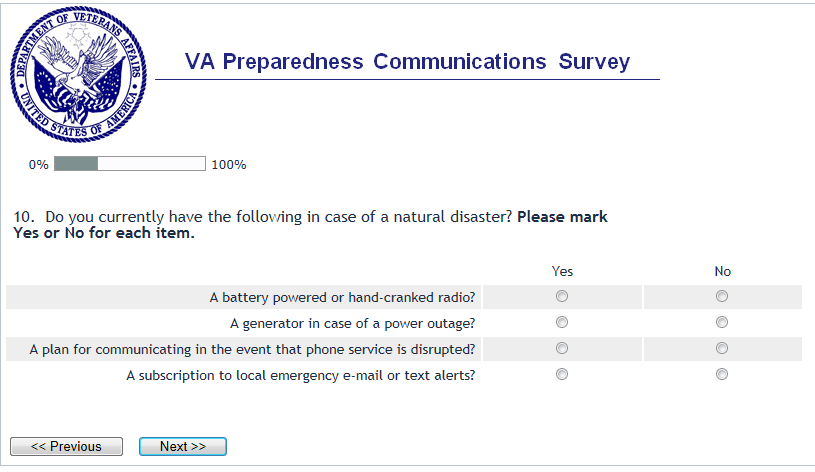 DEPARTMENT OF VETERANS AFFAIRS
UNITED STATES OF AMERICA
VA Preparedness Communications Survey
0% 100%
10. Do you currently have the following in case of a natural disaster? Please mark
Yes or No for each item.
Yes No
A battery powered or hand-cranked radio?
A generator in case of a power outage?
A plan for communicating in the event that phone service is disrupted?
A subscription to local emergency e-mail or text alerts?
<< Previous Next >>